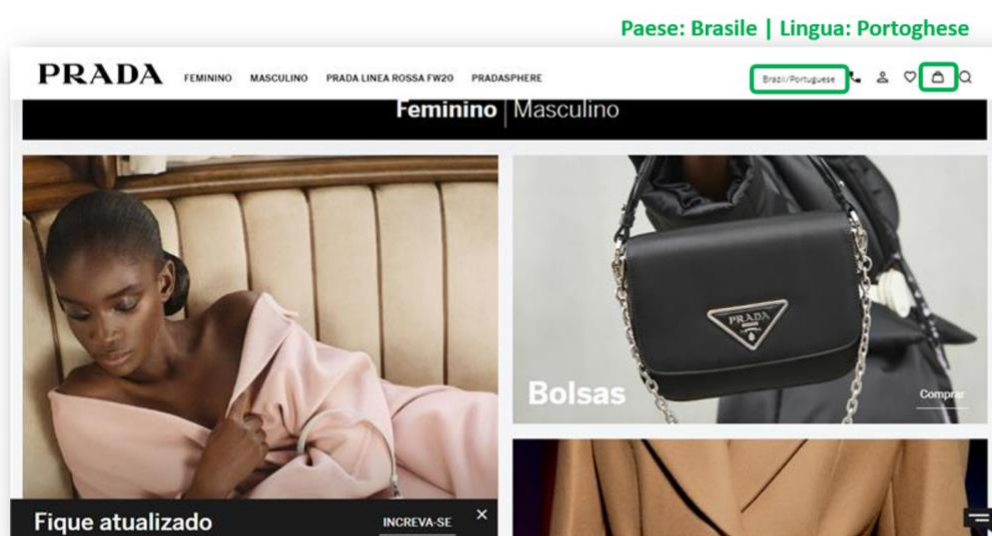 Paese: Brasile | Lingua: Portoghese
PRADA FEMININO MASCULINO PRADA LINEA ROSSA FW20 PRADASPHERE Brazil/Portuguese
Feminino | Masculino
PRADA
Bolsas
Comprar
Fique atualizado INCREVA-SE